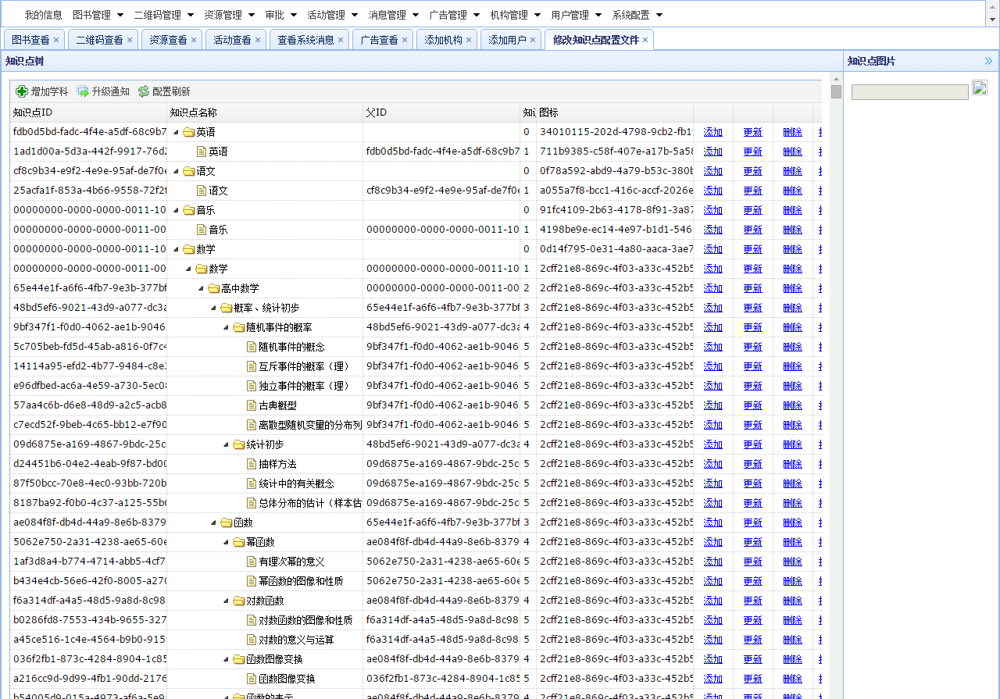 我的信息 图书管理 二维码管理 资源管理 审批 活动管理 消息管理 广告管理 机构管理 用户管理 系统配置
图书查看 二维码查看 资源查看 活动查看 查看系统消息 广告查看 添加机构 添加用户 修改知识点配置文件
知识点树 知识点图片
增加学科 升级通知 配置刷新
知识点ID 知识点名称 父ID 知 图标
fdb0d5bd-fadc-4f4e-a5df-68c9b7 英语 0 34010115-202d-4798-9cb2-fb1 添加 更新 删除
1ad1d00a-5d3a-442f-9917-76d2 英语 fdb0d5bd-fadc-4f4e-a5df-68c9b7 1 711b9385-c58f-407e-a17b-5a58 添加 更新 删除
cf8c9b34-e9f2-4e9e-95af-de7f0e 语文 0 0f78a592-abd9-4a79-b53c-380b 添加 更新 删除
25acfa1f-853a-4b66-9558-72f2f 语文 cf8c9b34-e9f2-4e9e-95af-de7f0e 1 a055a7f8-bcc1-416c-accf-2026e 添加 更新 删除
00000000-0000-0000-0011-10 音乐 0 91fc4109-2b63-4178-8f91-3a87 添加 更新 删除
00000000-0000-0000-0011-00 音乐 00000000-0000-0000-0011-10 1 4198be9e-ec14-4e97-b1d1-546 添加 更新 删除
00000000-0000-0000-0011-10 数学 0 0d14f795-0e31-4a80-aaca-3ae7 添加 更新 删除
00000000-0000-0000-0011-00 数学 00000000-0000-0000-0011-10 1 2cff21e8-869c-4f03-a33c-452b5 添加 更新 删除
65e44e1f-a6f6-4fb7-9e3b-377bf 高中数学 00000000-0000-0000-0011-00 2 2cff21e8-869c-4f03-a33c-452b5 添加 更新 删除
48bd5ef6-9021-43d9-a077-dc3a 概率、统计初步 65e44e1f-a6f6-4fb7-9e3b-377bf 3 2cff21e8-869c-4f03-a33c-452b5 添加 更新 删除
9bf347f1-f0d0-4062-ae1b-9046 随机事件的概率 48bd5ef6-9021-43d9-a077-dc3a 4 2cff21e8-869c-4f03-a33c-452b5 添加 更新 删除
5c705beb-fd5d-45ab-a816-0f7c4 随机事件的概念 9bf347f1-f0d0-4062-ae1b-9046 5 2cff21e8-869c-4f03-a33c-452b5 添加 更新 删除
14114a95-efd2-4b77-9484-c8e3 互斥事件的概率（理） 9bf347f1-f0d0-4062-ae1b-9046 5 2cff21e8-869c-4f03-a33c-452b5 添加 更新 删除
e96dfbed-ac6a-4e59-a730-5ec08 独立事件的概率（理） 9bf347f1-f0d0-4062-ae1b-9046 5 2cff21e8-869c-4f03-a33c-452b5 添加 更新 删除
57aa4c6b-d6e8-48d9-a2c5-acb8 古典概型 9bf347f1-f0d0-4062-ae1b-9046 5 2cff21e8-869c-4f03-a33c-452b5 添加 更新 删除
c7ecd52f-9beb-4c65-bb12-e7f90 离散型随机变量的分布列 9bf347f1-f0d0-4062-ae1b-9046 5 2cff21e8-869c-4f03-a33c-452b5 添加 更新 删除
09d6875e-a169-4867-9bdc-25c 统计初步 48bd5ef6-9021-43d9-a077-dc3a 4 2cff21e8-869c-4f03-a33c-452b5 添加 更新 删除
d24451b6-04e2-4eab-9f87-bd00 抽样方法 09d6875e-a169-4867-9bdc-25c 5 2cff21e8-869c-4f03-a33c-452b5 添加 更新 删除
87f50bcc-70e8-4ec0-93bb-720b 统计中的有关概念 09d6875e-a169-4867-9bdc-25c 5 2cff21e8-869c-4f03-a33c-452b5 添加 更新 删除
8187ba92-f0b0-4c37-a125-55b6 总体分布的估计（样本估 09d6875e-a169-4867-9bdc-25c 5 2cff21e8-869c-4f03-a33c-452b5 添加 更新 删除
ae084f8f-db4d-44a9-8e6b-8379 函数 65e44e1f-a6f6-4fb7-9e3b-377bf 3 2cff21e8-869c-4f03-a33c-452b5 添加 更新 删除
5062e750-2a31-4238-ae65-60e 幂函数 ae084f8f-db4d-44a9-8e6b-8379 4 2cff21e8-869c-4f03-a33c-452b5 添加 更新 删除
1af3d8a4-b774-4714-abb5-4cf7 有理次幂的意义 5062e750-2a31-4238-ae65-60e 5 2cff21e8-869c-4f03-a33c-452b5 添加 更新 删除
b434e4cb-56e6-42f0-8005-a270 幂函数的图像和性质 5062e750-2a31-4238-ae65-60e 5 2cff21e8-869c-4f03-a33c-452b5 添加 更新 删除
f6a314df-a4a5-48d5-9a8d-8c98 对数函数 ae084f8f-db4d-44a9-8e6b-8379 4 2cff21e8-869c-4f03-a33c-452b5 添加 更新 删除
b0286fd8-7553-434b-9655-327 对数函数的图像和性质 f6a314df-a4a5-48d5-9a8d-8c98 5 2cff21e8-869c-4f03-a33c-452b5 添加 更新 删除
a45ce516-1c4e-4564-b9b0-915 对数的意义与运算 f6a314df-a4a5-48d5-9a8d-8c98 5 2cff21e8-869c-4f03-a33c-452b5 添加 更新 删除
036f2fb1-873c-4284-8904-1c85 函数图像变换 ae084f8f-db4d-44a9-8e6b-8379 4 2cff21e8-869c-4f03-a33c-452b5 添加 更新 删除
a216cc9d-9d99-4fb1-90dd-2176 函数图像变换 036f2fb1-873c-4284-8904-1c85 5 2cff21e8-869c-4f03-a33c-452b5 添加 更新 删除
b54005d9-015a-4973-af6a-5e9 函数的表示 ae084f8f-db4d-44a9-8e6b-8379 4 2cff21e8-869c-4f03-a33c-452b5 添加 更新 删除